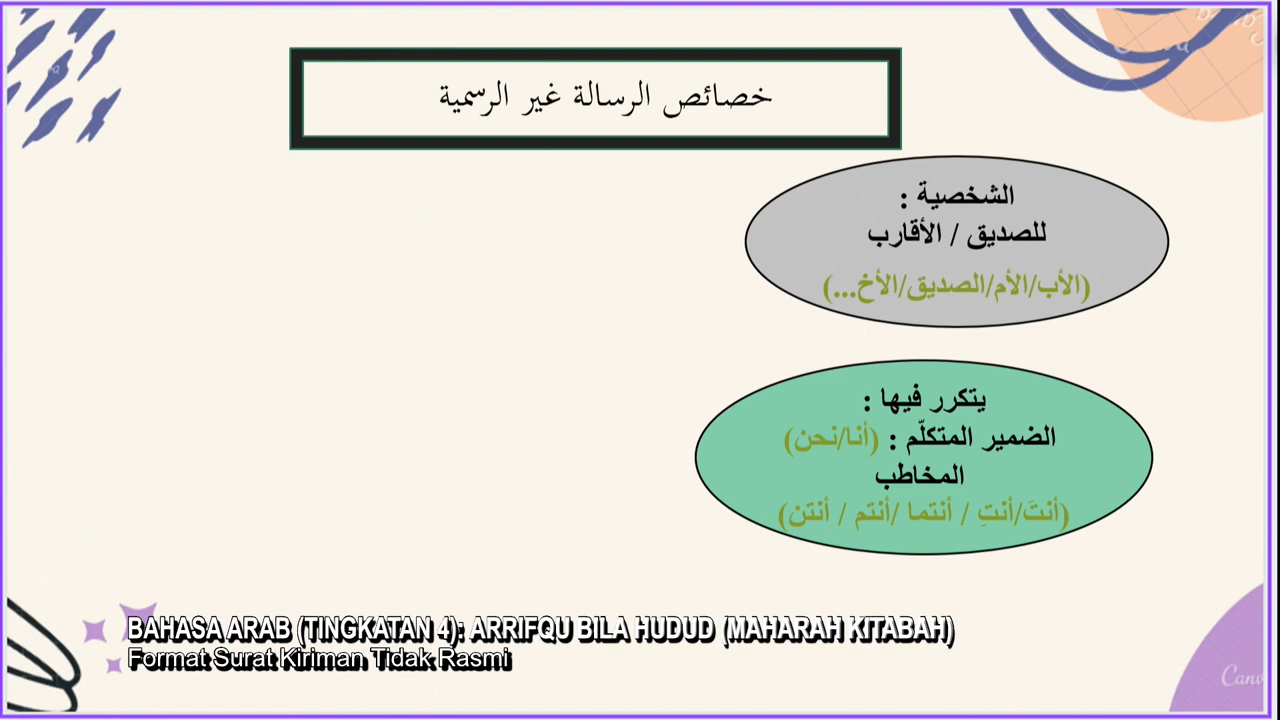 خصائص الرسالة غير الرسمية
الشخصية :
للصديق / الأقارب
(الأب/الأم/الصديق/الأخ...)
يتكرر فيها :
الضمير المتكلّم : (أنا/نحن)
المخاطب
(أنتَ/أنتِ / أنتما /أنتم / أنتن)
BAHASA ARAB (TINGKATAN 4): ARRIFQU BILA HUDUD (MAHARAH KITABAH)
Format Surat Kiriman Tidak Rasmi